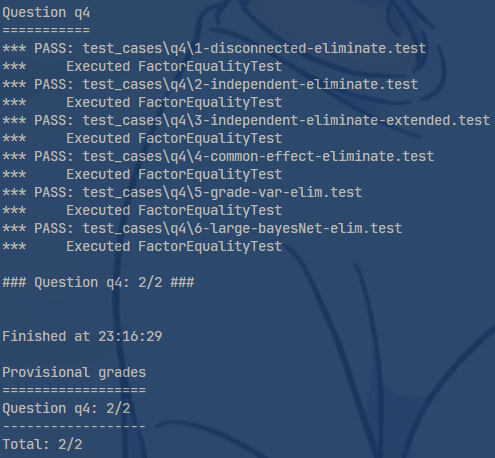 Question q4
===========
*** PASS: test_cases\q4\1-disconnected-eliminate.test
***     Executed FactorEqualityTest
*** PASS: test_cases\q4\2-independent-eliminate.test
***     Executed FactorEqualityTest
*** PASS: test_cases\q4\3-independent-eliminate-extended.test
***     Executed FactorEqualityTest
*** PASS: test_cases\q4\4-common-effect-eliminate.test
***     Executed FactorEqualityTest
*** PASS: test_cases\q4\5-grade-var-elim.test
***     Executed FactorEqualityTest
*** PASS: test_cases\q4\6-large-bayesNet-elim.test
***     Executed FactorEqualityTest
### Question q4: 2/2 ###
Finished at 23:16:29
Provisional grades
==================
Question q4: 2/2
------------------
Total: 2/2